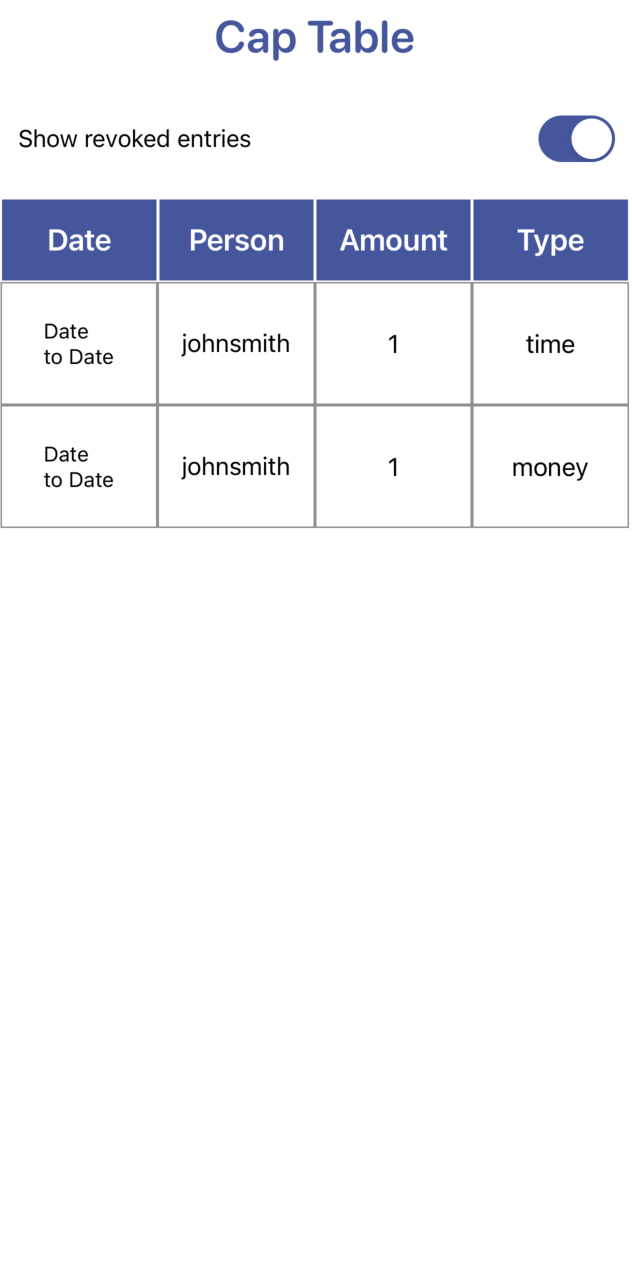 Cap Table
Show revoked entries
Date Person Amount Type
Date
to Date
johnsmith 1 time
Date
to Date
johnsmith 1 money